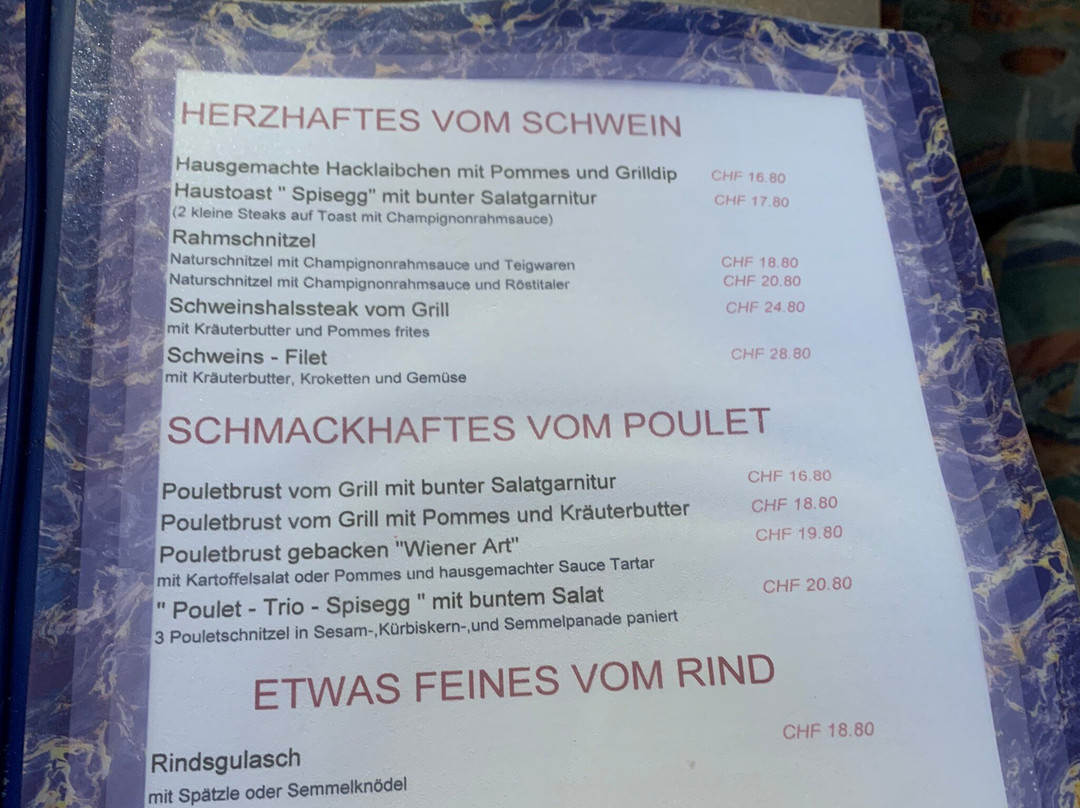 HERZHAFTES VOM SCHWEIN
Hausgemachte Hacklaibchen mit Pommes und Grilldip CHF 16.80
Haustoast " Spisegg" mit bunter Salatgarnitur CHF 17.80
(2 kleine Steaks auf Toast mit Champignonrahmsauce)
Rahmschnitzel
Naturschnitzel mit Champignonrahmsauce und Teigwaren CHF 18.80
Naturschnitzel mit Champignonrahmsauce und Röstitaler CHF 20.80
Schweinshalssteak vom Grill CHF 24.80
mit Kräuterbutter und Pommes frites
Schweins - Filet CHF 28.80
mit Kräuterbutter, Kroketten und Gemüse
SCHMACKHAFTES VOM POULET
Pouletbrust vom Grill mit bunter Salatgarnitur CHF 16.80
Pouletbrust vom Grill mit Pommes und Kräuterbutter CHF 18.80
Pouletbrust gebacken "Wiener Art" CHF 19.80
mit Kartoffelsalat oder Pommes und hausgemachter Sauce Tartar
" Poulet - Trio - Spisegg " mit buntem Salat CHF 20.80
3 Pouletschnitzel in Sesam-,Kürbiskern-,und Semmelpanade paniert
ETWAS FEINES VOM RIND
Rindsgulasch CHF 18.80
mit Spätzle oder Semmelknödel